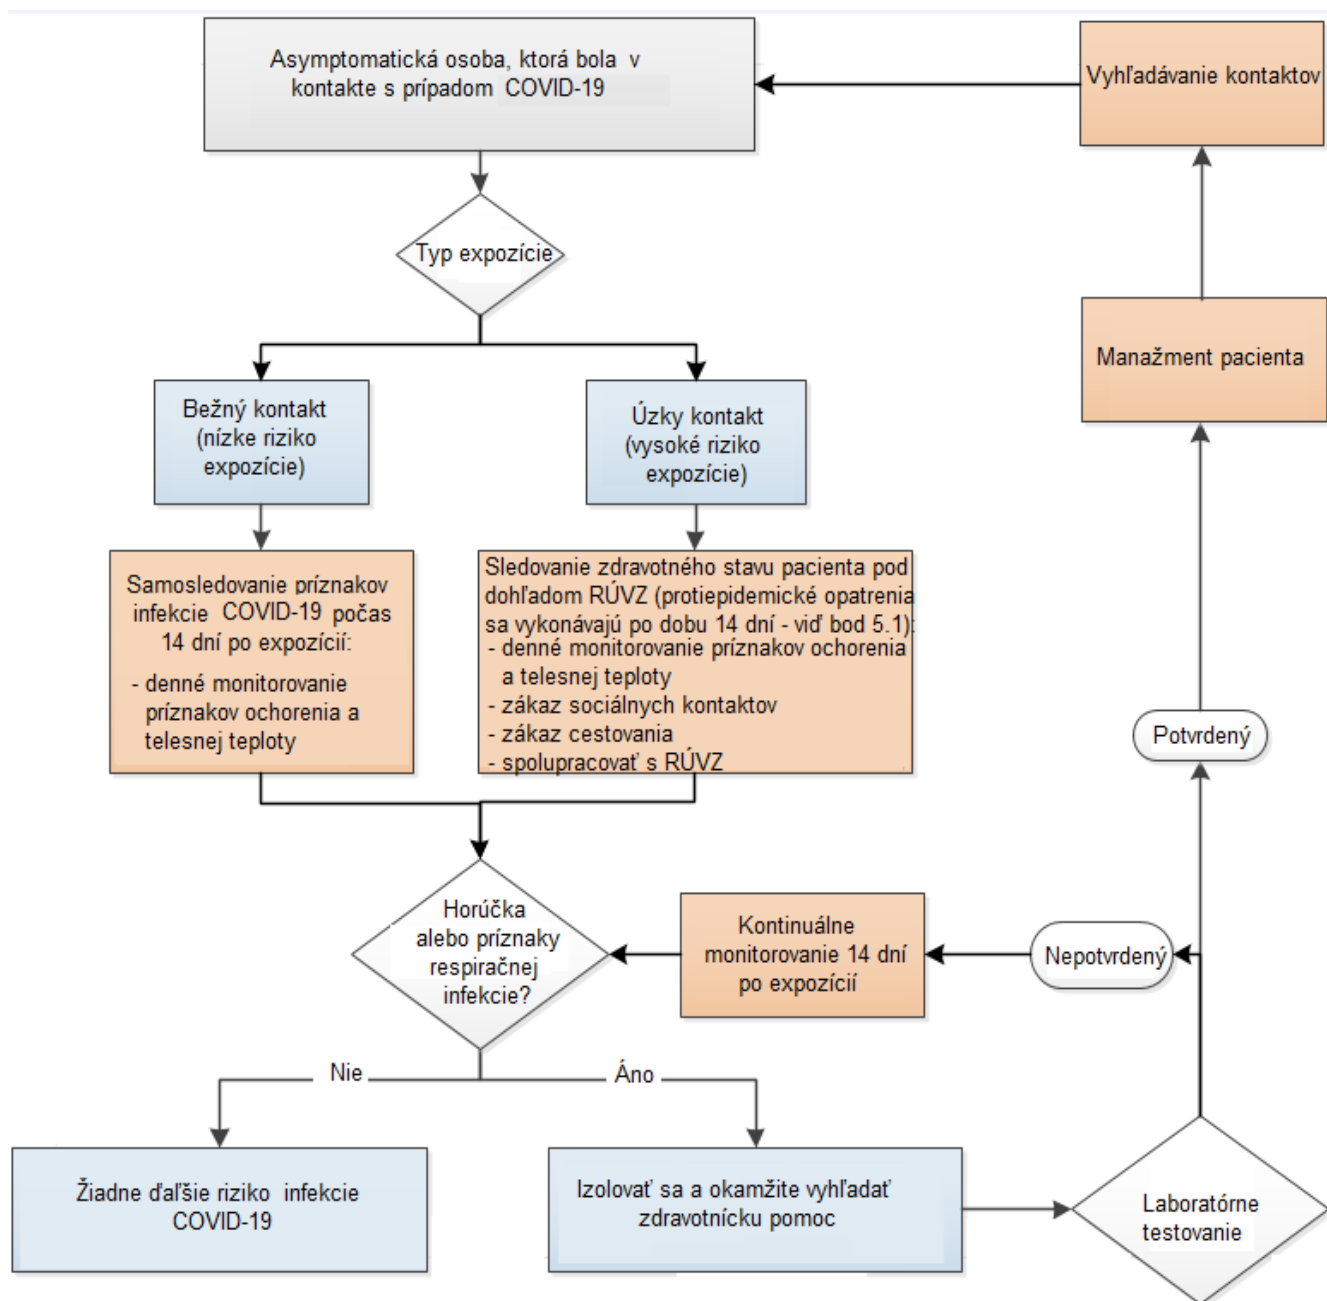 Asymptomatická osoba, ktorá bola v
kontakte s prípadom COVID-19
Vyhľadávanie kontaktov
Typ expozície
Manažment pacienta
Bežný kontakt
(nízke riziko
expozície)
Úzky kontakt
(vysoké riziko
expozície)
Samosledovanie príznakov
infekcie COVID-19 počas
14 dní po expozícií:
- denné monitorovanie
príznakov ochorenia a
telesnej teploty
Sledovanie zdravotného stavu pacienta pod
dohľadom RÚVZ (protiepidemické opatrenia
sa vykonávajú po dobu 14 dní - viď bod 5.1):
- denné monitorovanie príznakov ochorenia
a telesnej teploty
- zákaz sociálnych kontaktov
- zákaz cestovania
- spolupracovať s RÚVZ
Potvrdený
Horúčka
alebo príznaky
respiračnej
infekcie?
Kontinuálne
monitorovanie 14 dní
po expozícií
Nepotvrdený
Nie
Áno
Žiadne ďaľšie riziko infekcie
COVID-19
Izolovať sa a okamžite vyhľadať
zdravotnícku pomoc
Laboratórne
testovanie